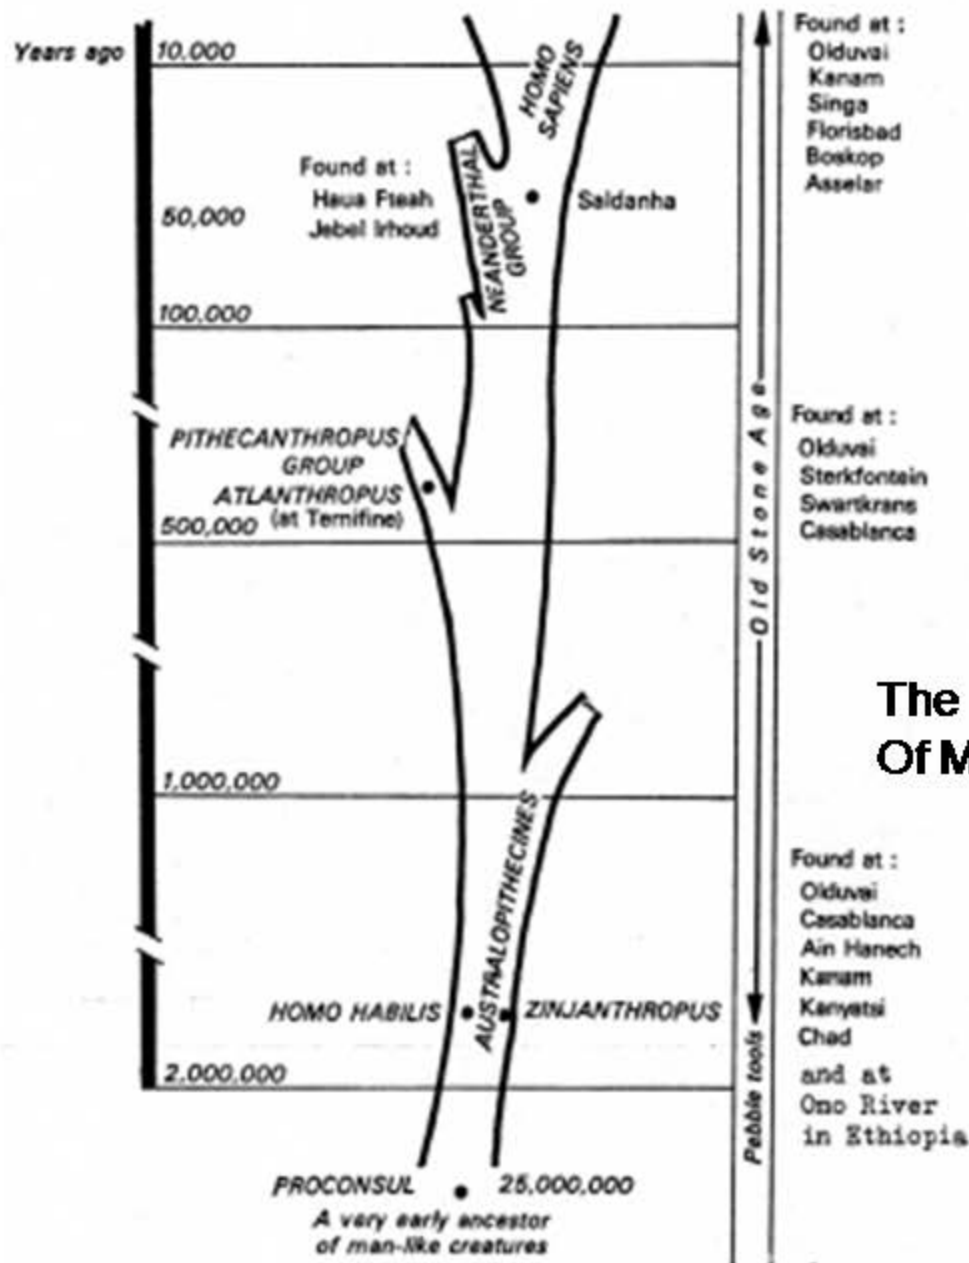 Years ago
10,000
HOMO
SAPIENS
Found at :
Olduvai
Kanam
Singa
Florisbad
Boskop
Asselar
Found at :
Haua Fteah
Jebel Irhoud
NEANDERTHAL
GROUP
Saldanha
50,000
100,000
PITHECANTHROPUS
GROUP
ATLANTHROPUS
(at Ternifine)
500,000
Old Stone Age
Found at :
Olduvai
Sterkfontein
Swartkrans
Casablanca
The
Of M
1,000,000
AUSTRALOPITHECINES
HOMO HABILIS
ZINJANTHROPUS
Found at :
Olduvai
Casablanca
Ain Hanech
Kanam
Kanyatsi
Chad
and at
Omo River
in Ethiopia
2,000,000
Pebble tools
PROCONSUL
25,000,000
A very early ancestor
of man-like creatures